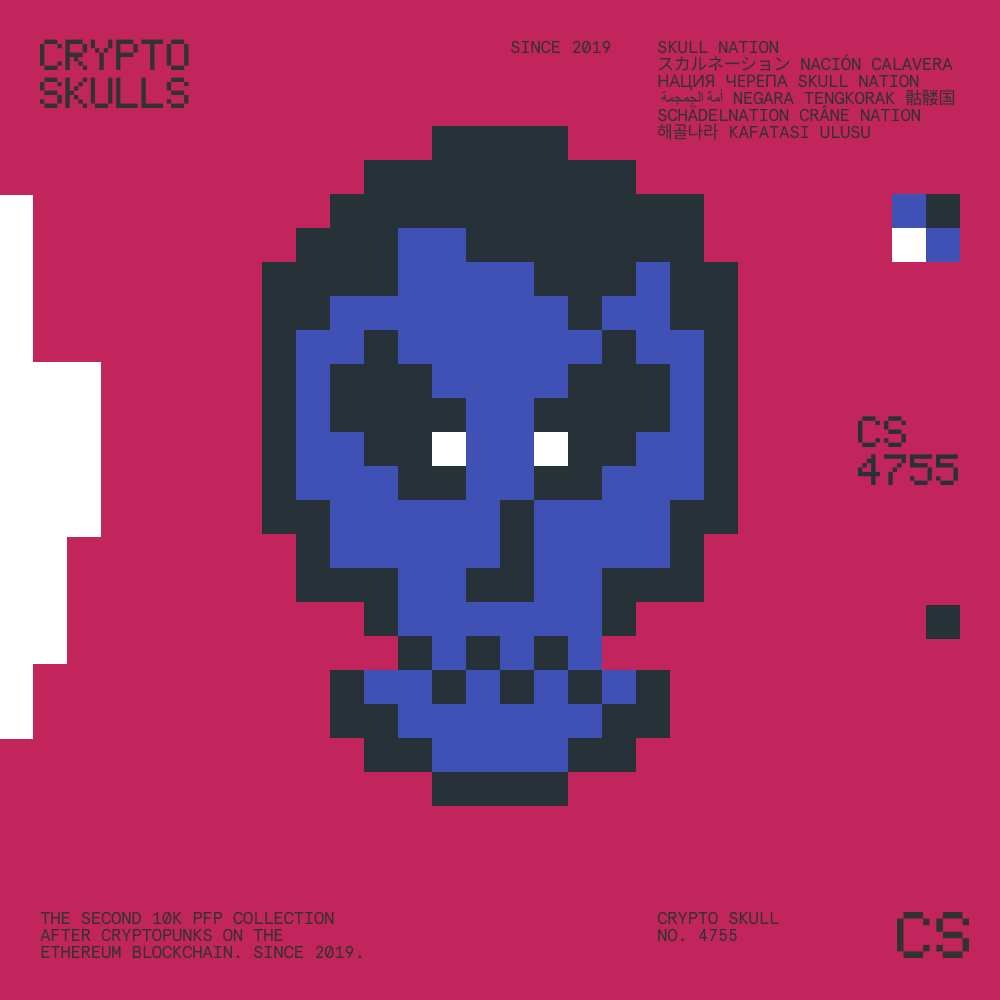 CRYPTO
SKULLS
SINCE 2019
SKULL NATION
スカルネーション NACIÓN CALAVERA
НАЦИЯ ЧЕРЕПА SKULL NATION
أمة الجمجمة NEGARA TENGKORAK 骷髅国
SCHÄDELNATION CRÂNE NATION
해골나라 KAFATASI ULUSU
CS
4755
THE SECOND 10K PFP COLLECTION
AFTER CRYPTOPUNKS ON THE
ETHEREUM BLOCKCHAIN. SINCE 2019.
CRYPTO SKULL
NO. 4755
CS